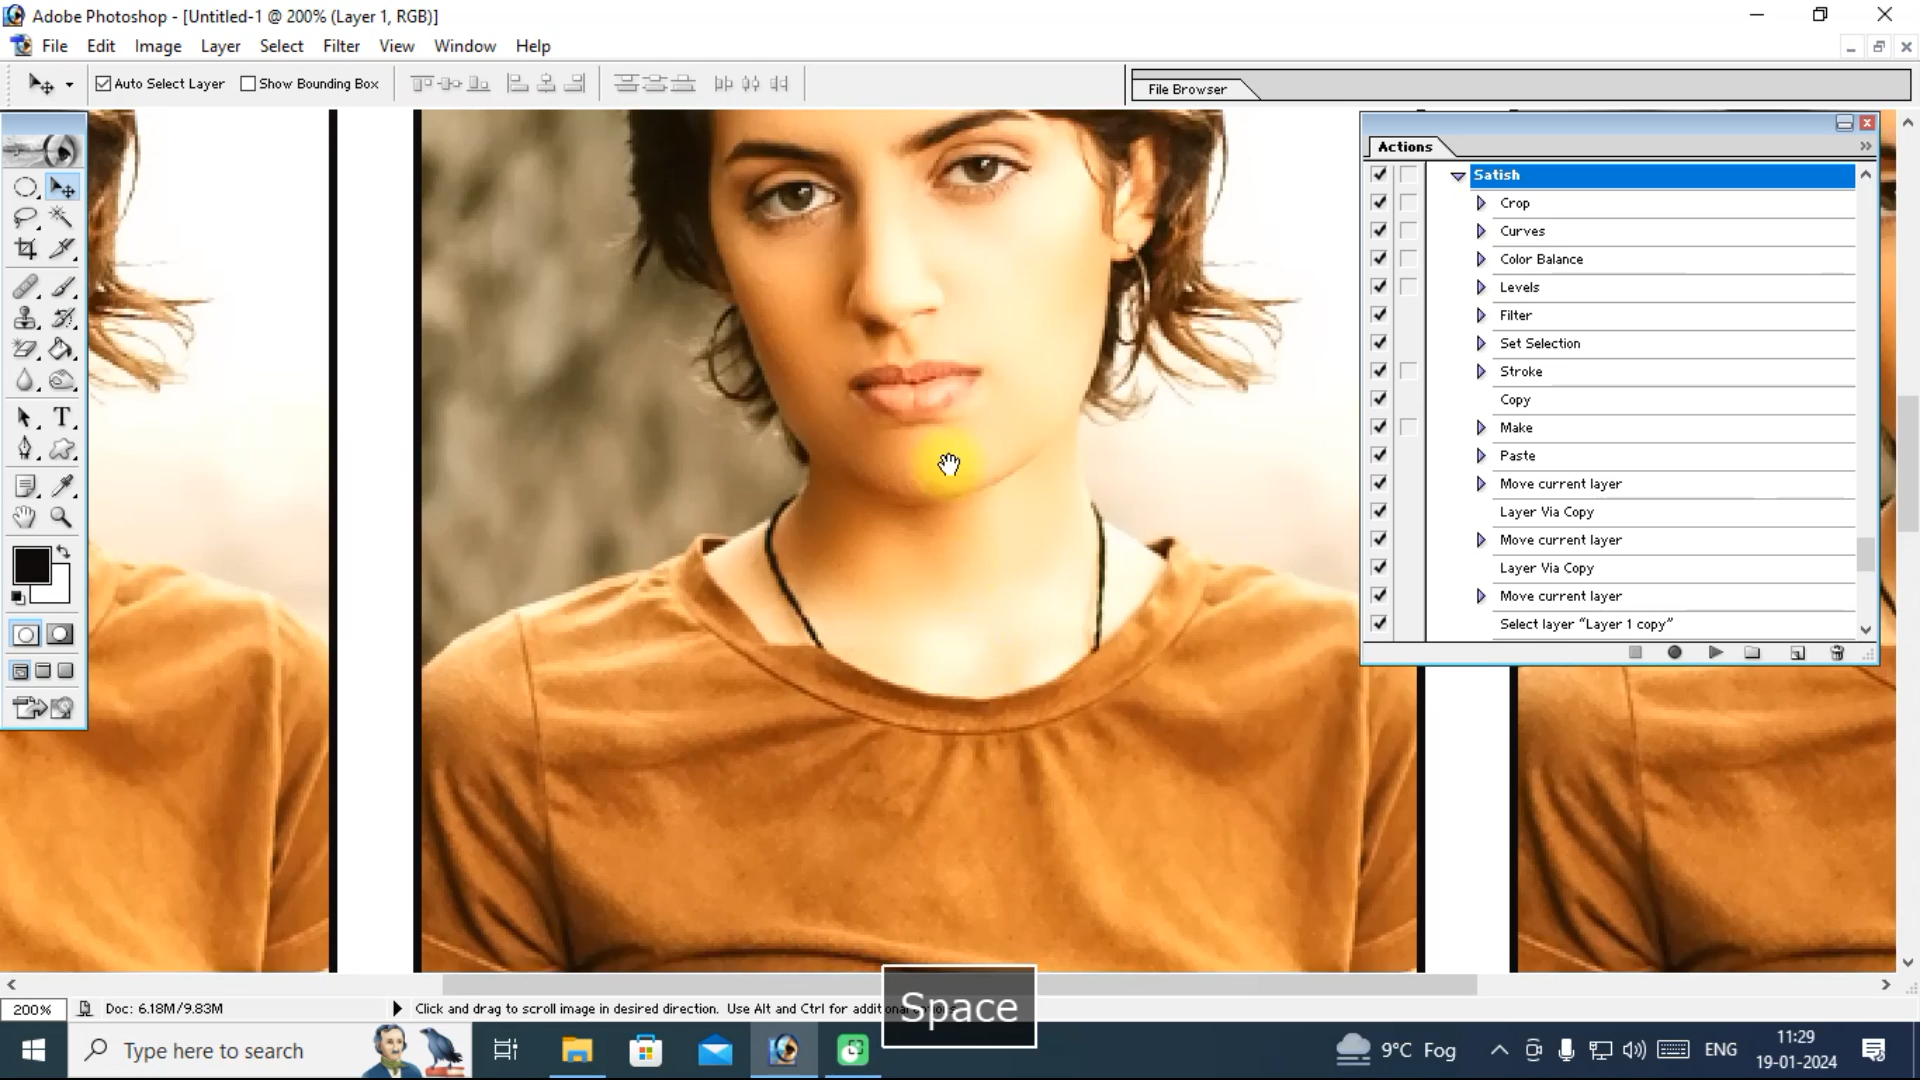 Adobe Photoshop - [Untitled-1 @ 200% (Layer 1, RGB)]
File Edit Image Layer Select Filter View Window Help
Auto Select Layer Show Bounding Box
File Browser
Actions
Satish
Crop
Curves
Color Balance
Levels
Filter
Set Selection
Stroke
Copy
Make
Paste
Move current layer
Layer Via Copy
Move current layer
Layer Via Copy
Move current layer
Select layer "Layer 1 copy"
200% Doc: 6.18M/9.83M Click and drag to scroll image in desired direction. Use Alt and Ctrl for
Space
Type here to search
9°C Fog ENG
11:29
19-01-2024